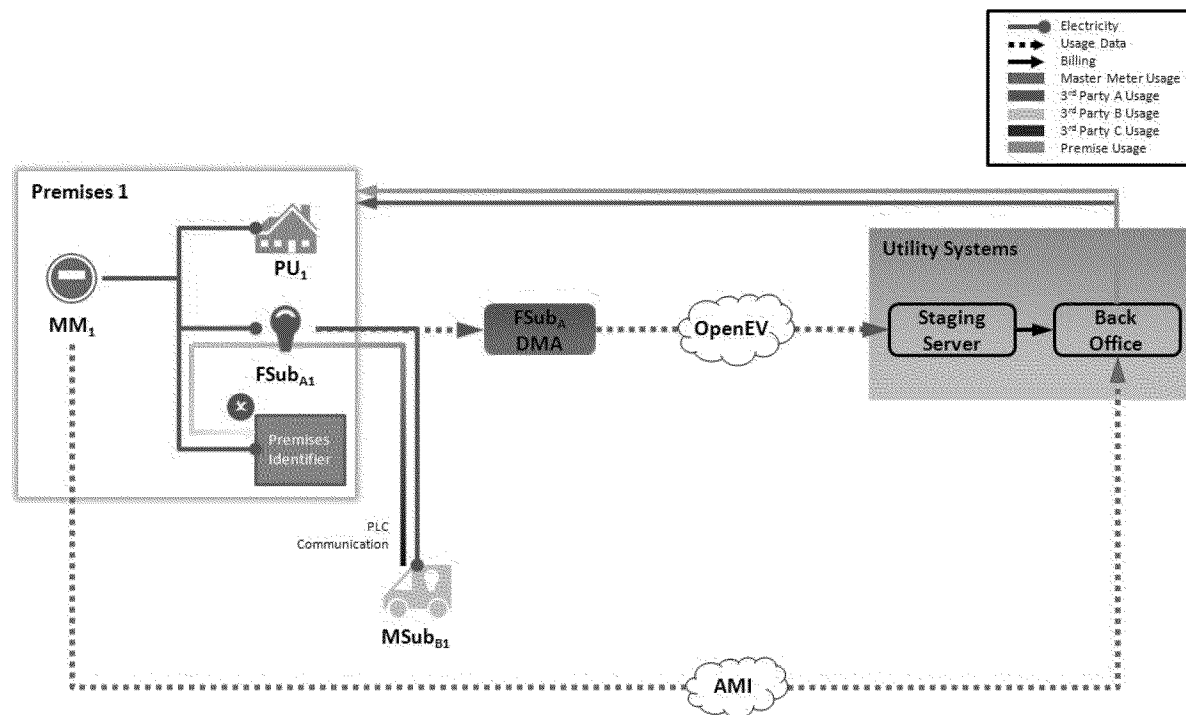 Electricity
Usage Data
Billing
Master Meter Usage
3rd Party A Usage
3rd Party B Usage
3rd Party C Usage
Premise Usage
Premises 1
PU1
MM1
FSubA1
Premises
Identifier
FSubA
DMA
OpenEV
Utility Systems
Staging
Server
Back
Office
PLC
Communication
MSubB1
AMI